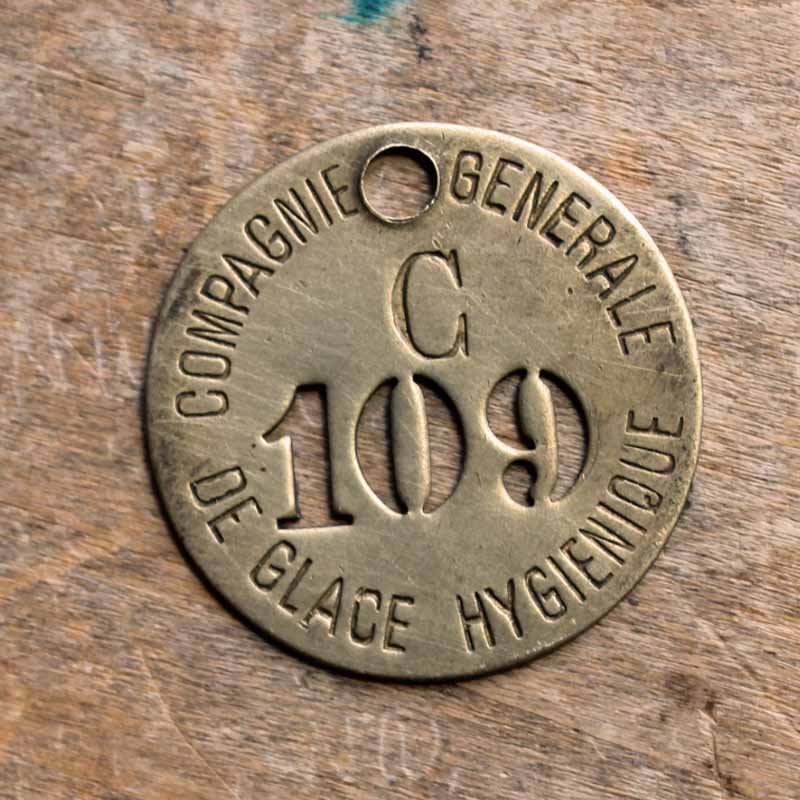 COMPAGNIE GENERALE
C
109
DE GLACE HYGIENIQUE